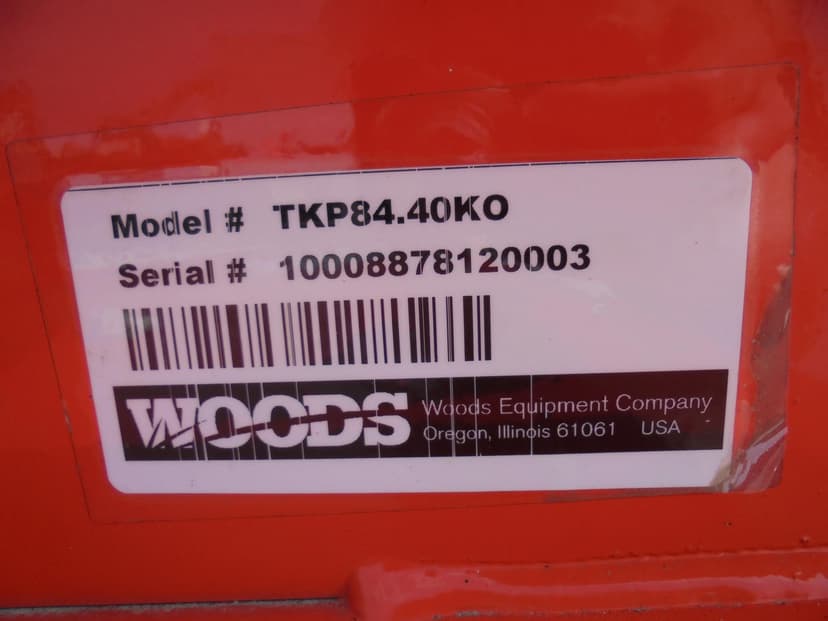 Model # TKP84.40KO
Serial # 10008878120003
WOODS
Woods Equipment Company
Oregon, Illinois 61061 USA